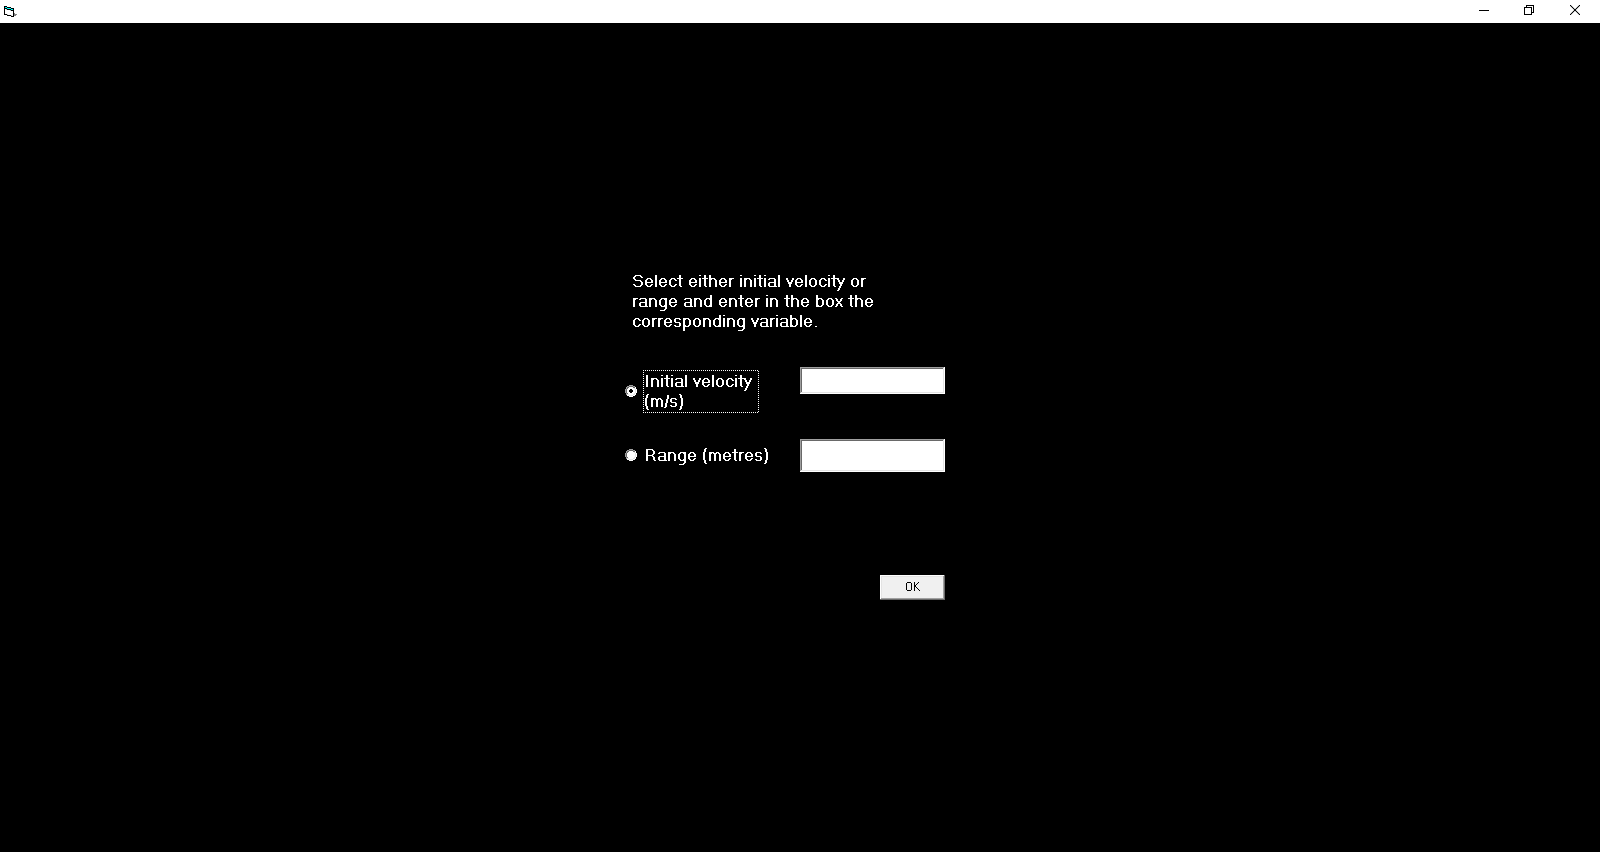 Select either initial velocity or
range and enter in the box the
corresponding variable.
Initial velocity
(m/s)
Range (metres)
OK